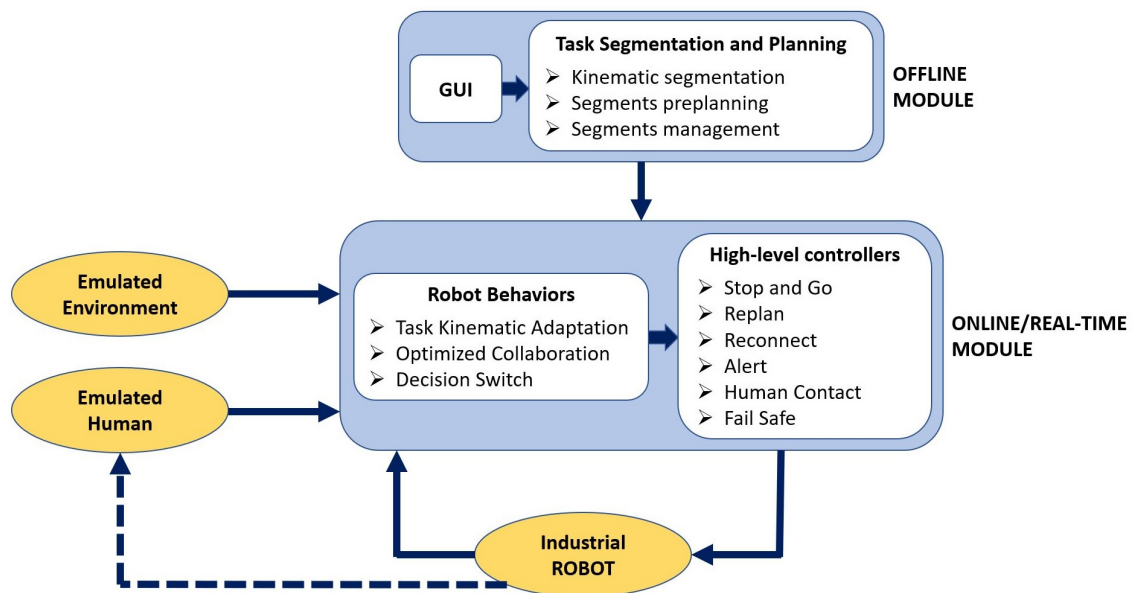 GUI
Task Segmentation and Planning
➢ Kinematic segmentation
➢ Segments preplanning
➢ Segments management
OFFLINE
MODULE
Emulated
Environment
Emulated
Human
Robot Behaviors
➢ Task Kinematic Adaptation
➢ Optimized Collaboration
➢ Decision Switch
High-level controllers
➢ Stop and Go
➢ Replan
➢ Reconnect
➢ Alert
➢ Human Contact
➢ Fail Safe
ONLINE/REAL-TIME
MODULE
Industrial
ROBOT